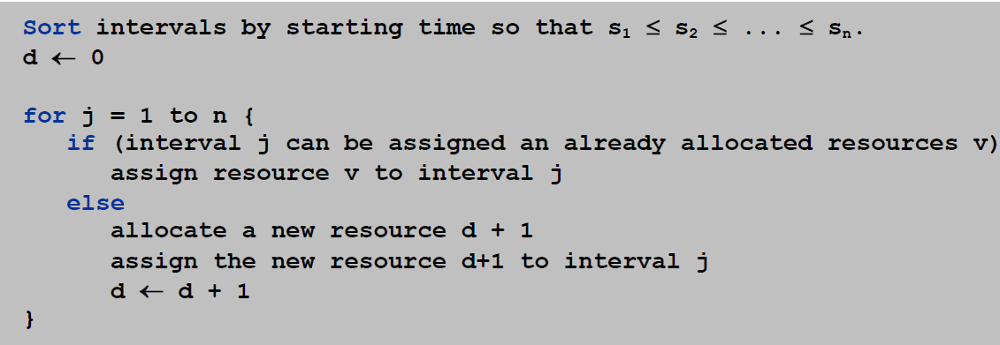 Sort intervals by starting time so that s₁ ≤ s₂ ≤ ... ≤ sₙ.
d ← 0
for j = 1 to n {
if (interval j can be assigned an already allocated resources v)
assign resource v to interval j
else
allocate a new resource d + 1
assign the new resource d+1 to interval j
d ← d + 1
}